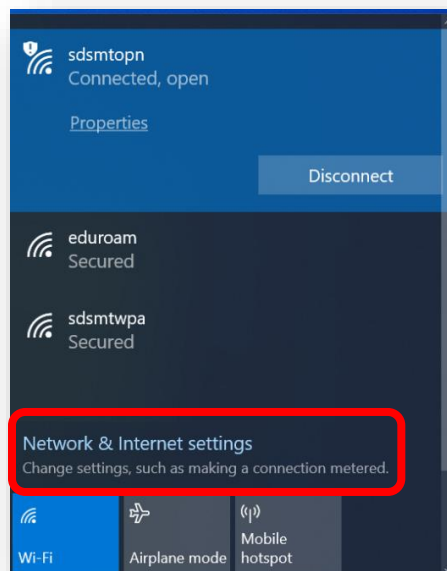 sdsmtopn
Connected, open
Properties
Disconnect
eduroam
Secured
sdsmtwpa
Secured
Network & Internet settings
Change settings, such as making a connection metered.
Wi-Fi
Airplane mode
Mobile
hotspot